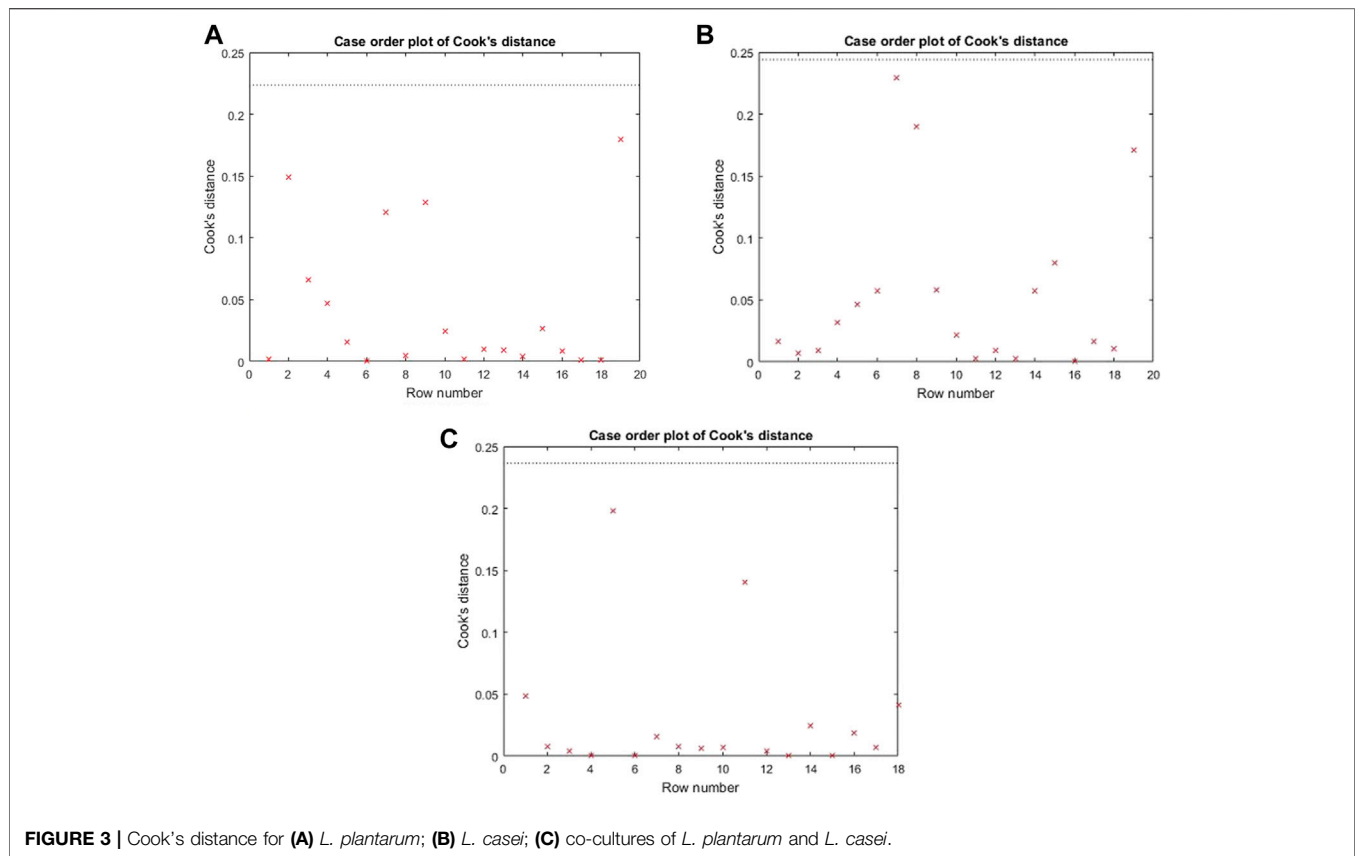 A
Case order plot of Cook's distance
0.25
0.2
0.15
0.1
0.05
0
Cook's distance
0 2 4 6 8 10 12 14 16 18 20
Row number
B
Case order plot of Cook's distance
0.25
0.2
0.15
0.1
0.05
0
Cook's distance
0 2 4 6 8 10 12 14 16 18 20
Row number
C
Case order plot of Cook's distance
0.25
0.2
0.15
0.1
0.05
0
Cook's distance
0 2 4 6 8 10 12 14 16 18
Row number
FIGURE 3 | Cook's distance for (A) L. plantarum; (B) L. casei; (C) co-cultures of L. plantarum and L. casei.